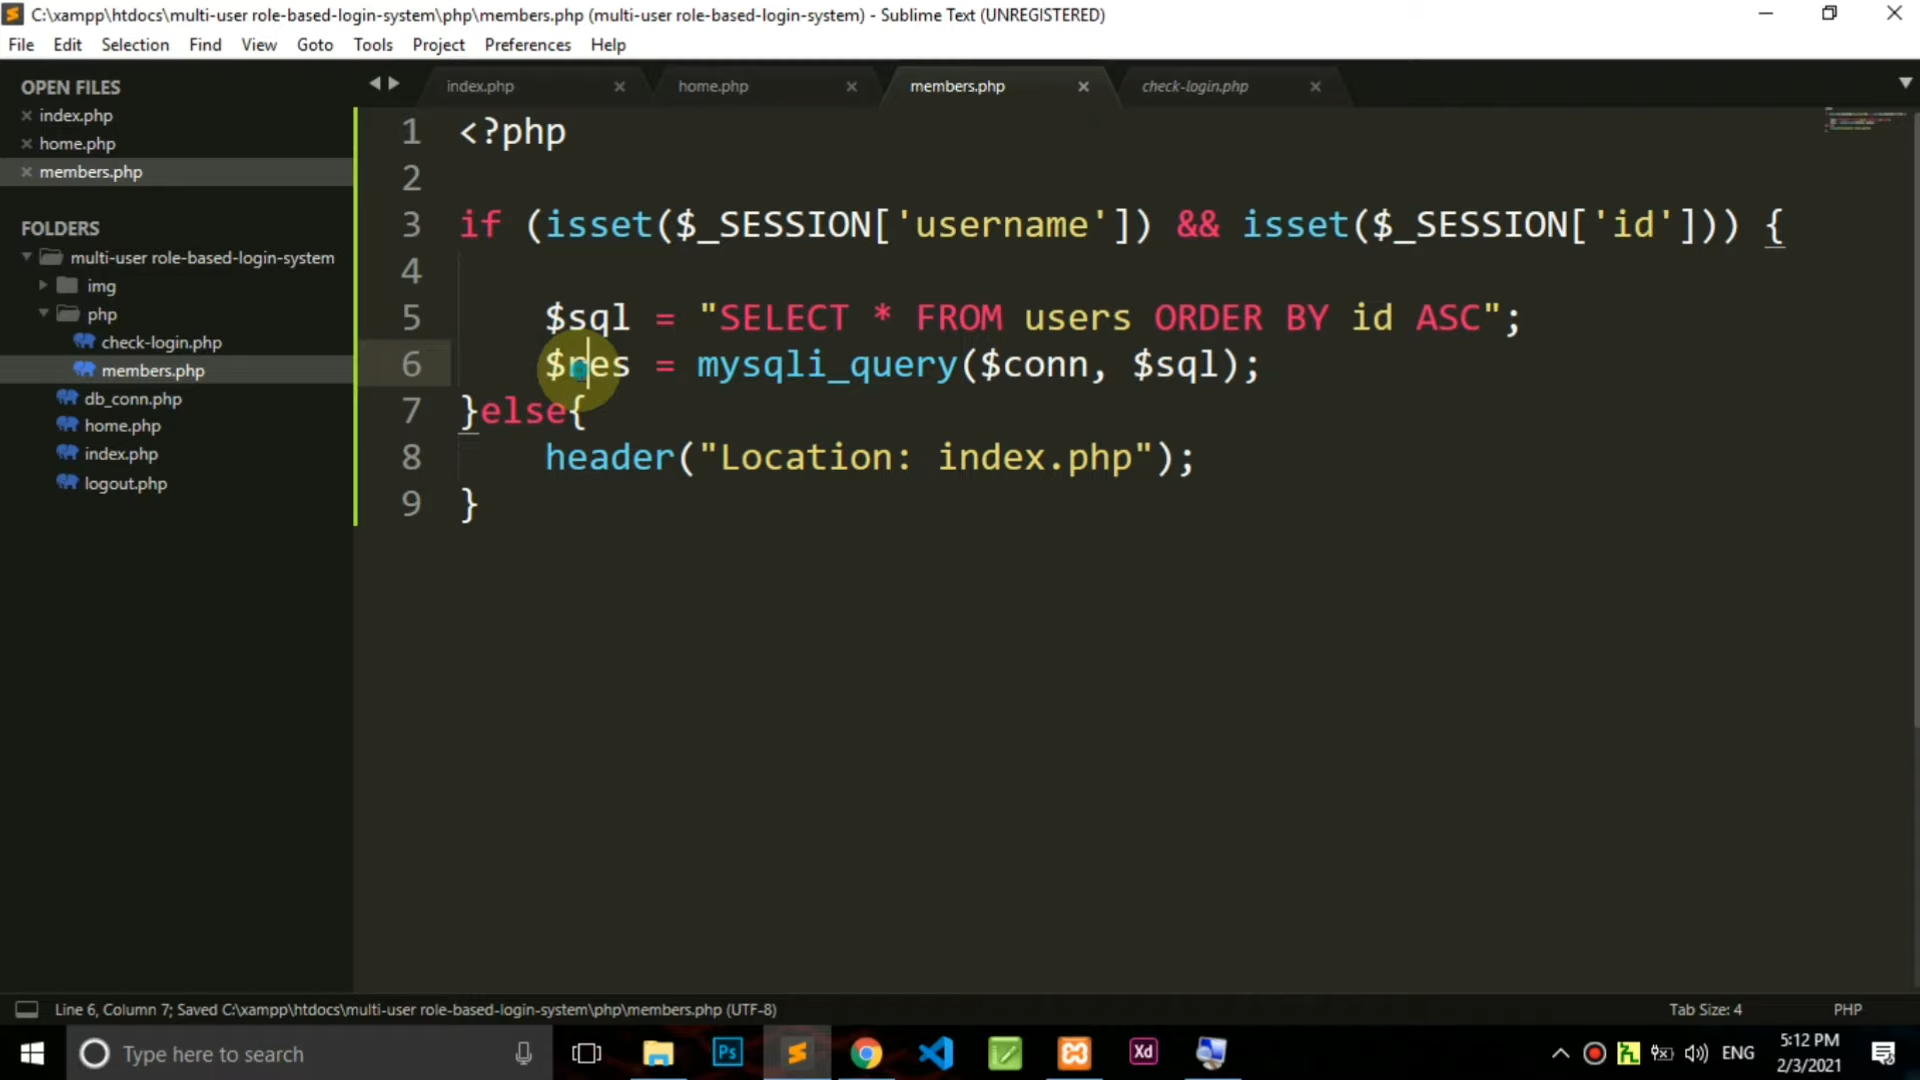 C:\xampp\htdocs\multi-user role-based-login-system\php\members.php (multi-user role-based-login-system) - Sublime Text (UNREGISTERED)
File Edit Selection Find View Goto Tools Project Preferences Help
OPEN FILES
index.php
home.php
members.php
FOLDERS
multi-user role-based-login-system
img
php
check-login.php
members.php
db_conn.php
home.php
index.php
logout.php
index.php home.php members.php check-login.php
1 <?php
2
3 if (isset($_SESSION['username']) && isset($_SESSION['id'])) {
4
5 $sql = "SELECT * FROM users ORDER BY id ASC";
6 $res = mysqli_query($conn, $sql);
7 }else{
8 header("Location: index.php");
9 }
Line 6, Column 7; Saved C:\xampp\htdocs\multi-user role-based-login-system\php\members.php (UTF-8)
Tab Size: 4 PHP
Type here to search
Ps
Xd
ENG
5:12 PM
2/3/2021